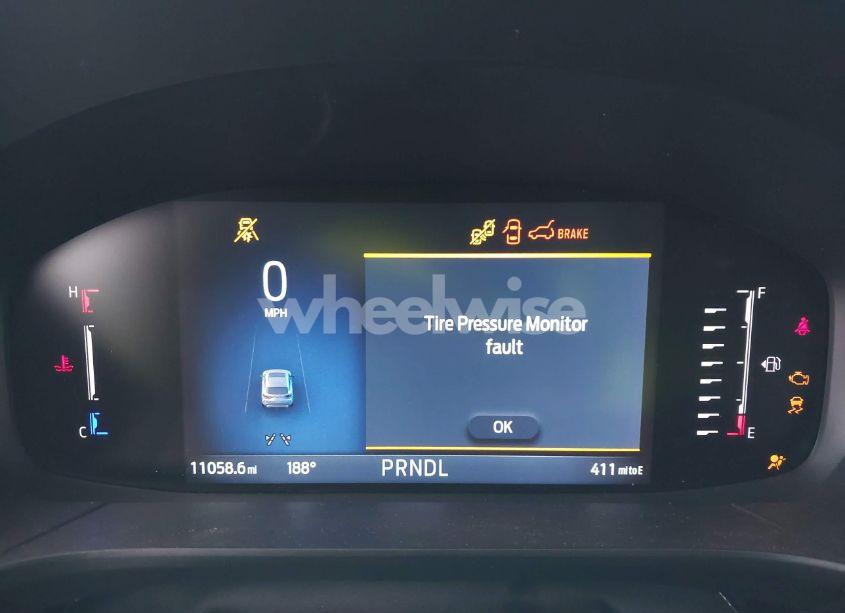 BRAKE
0
MPH
wheelwise
Tire Pressure Monitor
fault
OK
H
C
F
E
11058.6 mi 188° PRNDL 411 mi to E